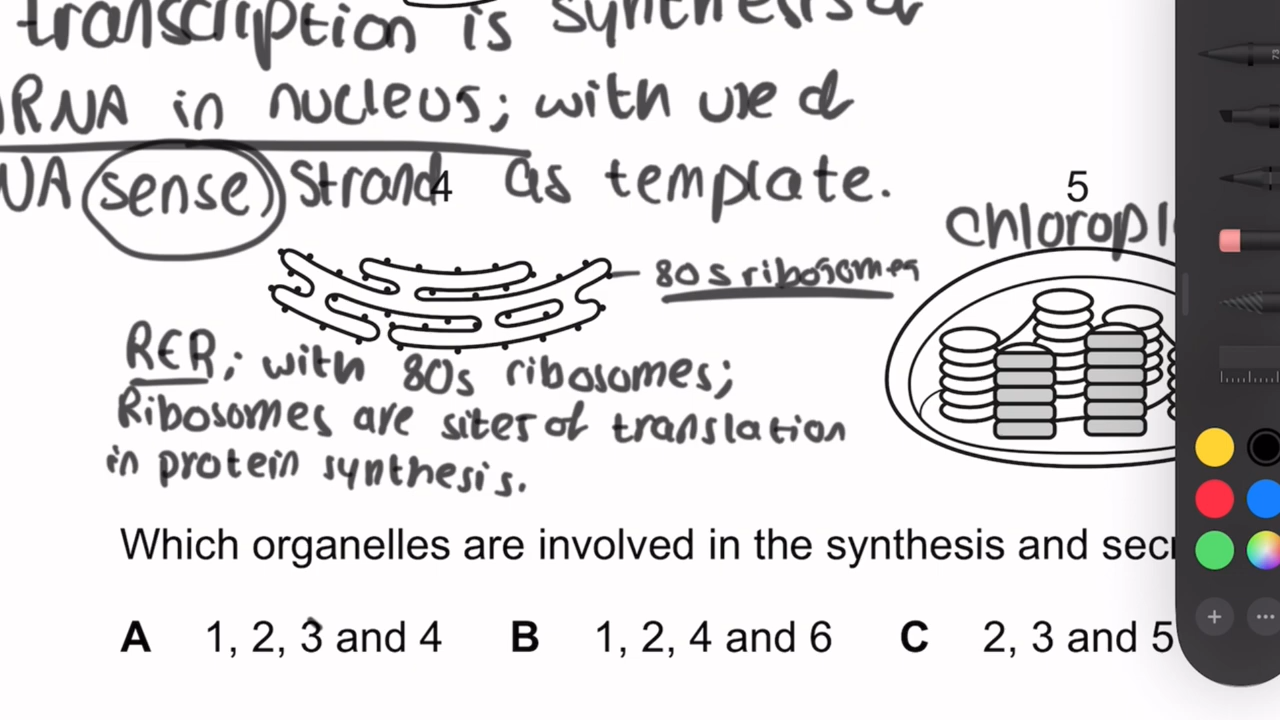 transcription is synthesis of
RNA in nucleus; with use of
sense strand as template.
4
5
80s ribosomes
RER; with 80s ribosomes;
Ribosomes are sites of translation
in protein synthesis.
Which organelles are involved in the synthesis and
A 1, 2, 3 and 4 B 1, 2, 4 and 6 C 2, 3 and 5